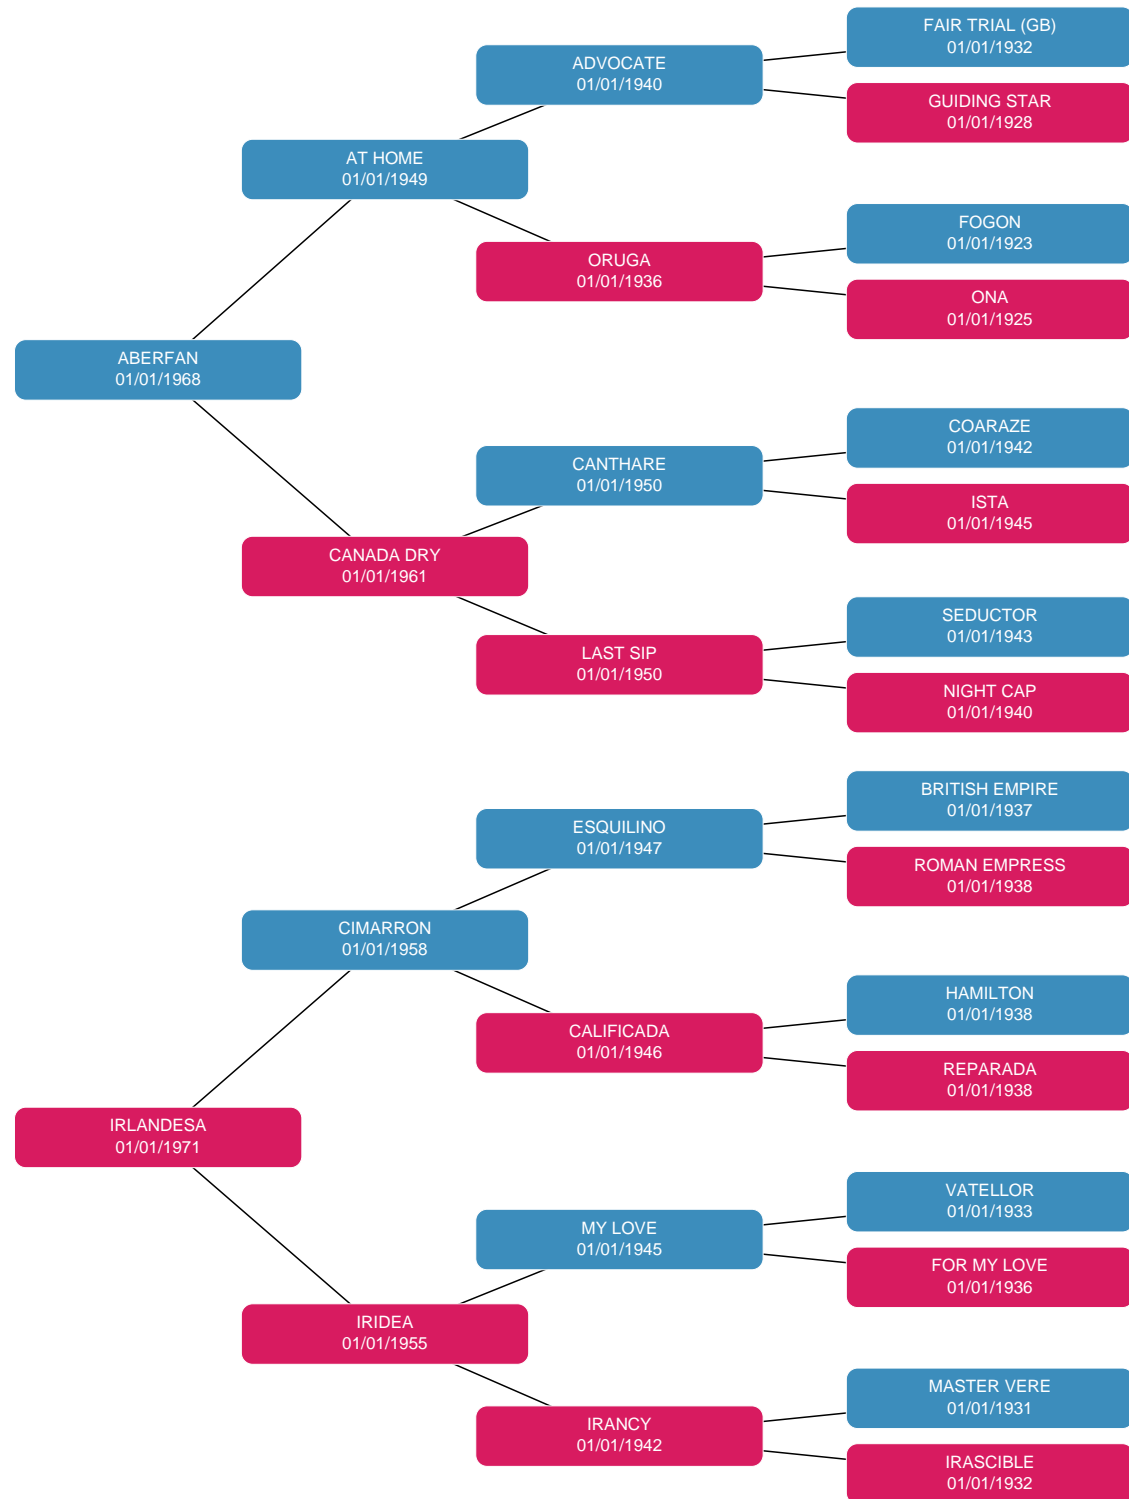 FAIR TRIAL (GB)
01/01/1932
ADVOCATE
01/01/1940
GUIDING STAR
01/01/1928
AT HOME
01/01/1949
FOGON
01/01/1923
ORUGA
01/01/1936
ONA
01/01/1925
ABERFAN
01/01/1968
COARAZE
01/01/1942
CANTHARE
01/01/1950
ISTA
01/01/1945
CANADA DRY
01/01/1961
SEDUCTOR
01/01/1943
LAST SIP
01/01/1950
NIGHT CAP
01/01/1940
BRITISH EMPIRE
01/01/1937
ESQUILINO
01/01/1947
ROMAN EMPRESS
01/01/1938
CIMARRON
01/01/1958
HAMILTON
01/01/1938
CALIFICADA
01/01/1946
REPARADA
01/01/1938
IRLANDESA
01/01/1971
VATELLOR
01/01/1933
MY LOVE
01/01/1945
FOR MY LOVE
01/01/1936
IRIDEA
01/01/1955
MASTER VERE
01/01/1931
IRANCY
01/01/1942
IRASCIBLE
01/01/1932